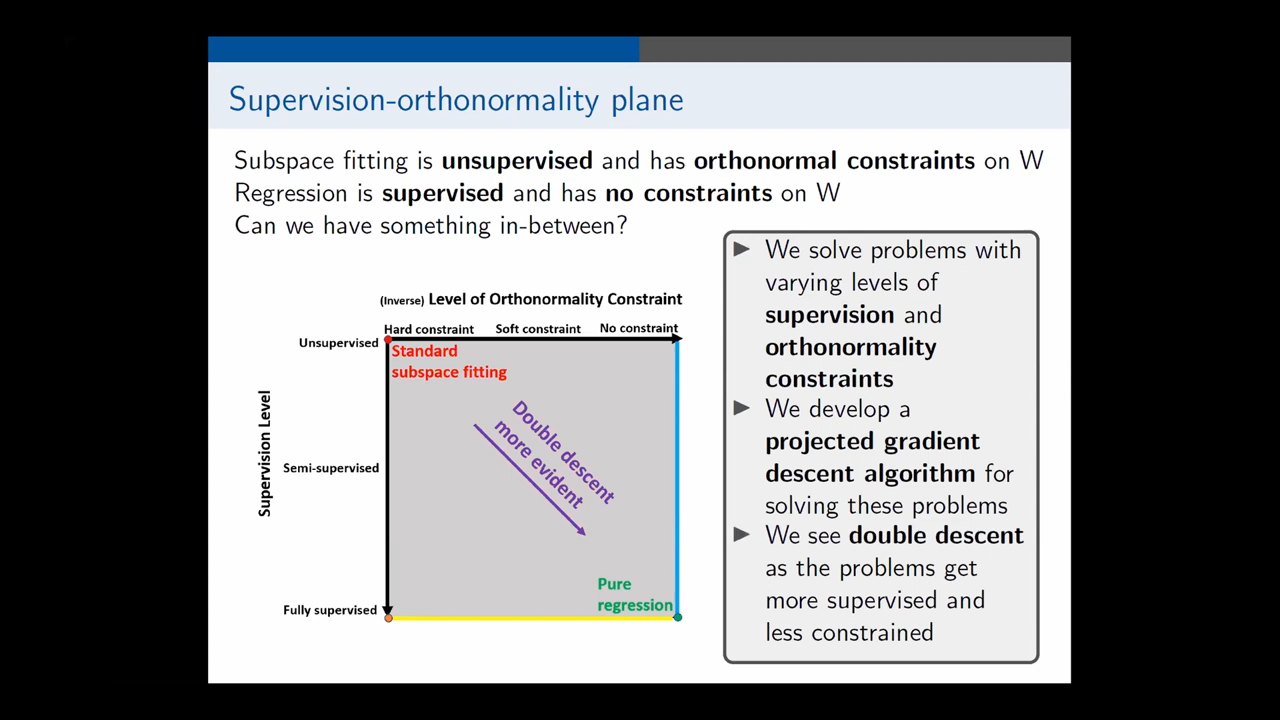 Supervision-orthonormality plane
Subspace fitting is unsupervised and has orthonormal constraints on W
Regression is supervised and has no constraints on W
Can we have something in-between?
(Inverse) Level of Orthonormality Constraint
Hard constraint Soft constraint No constraint
Unsupervised
Standard
subspace fitting
Double descent
more evident
Supervision Level
Semi-supervised
Pure
regression
Fully supervised
► We solve problems with
varying levels of
supervision and
orthonormality
constraints
► We develop a
projected gradient
descent algorithm for
solving these problems
► We see double descent
as the problems get
more supervised and
less constrained